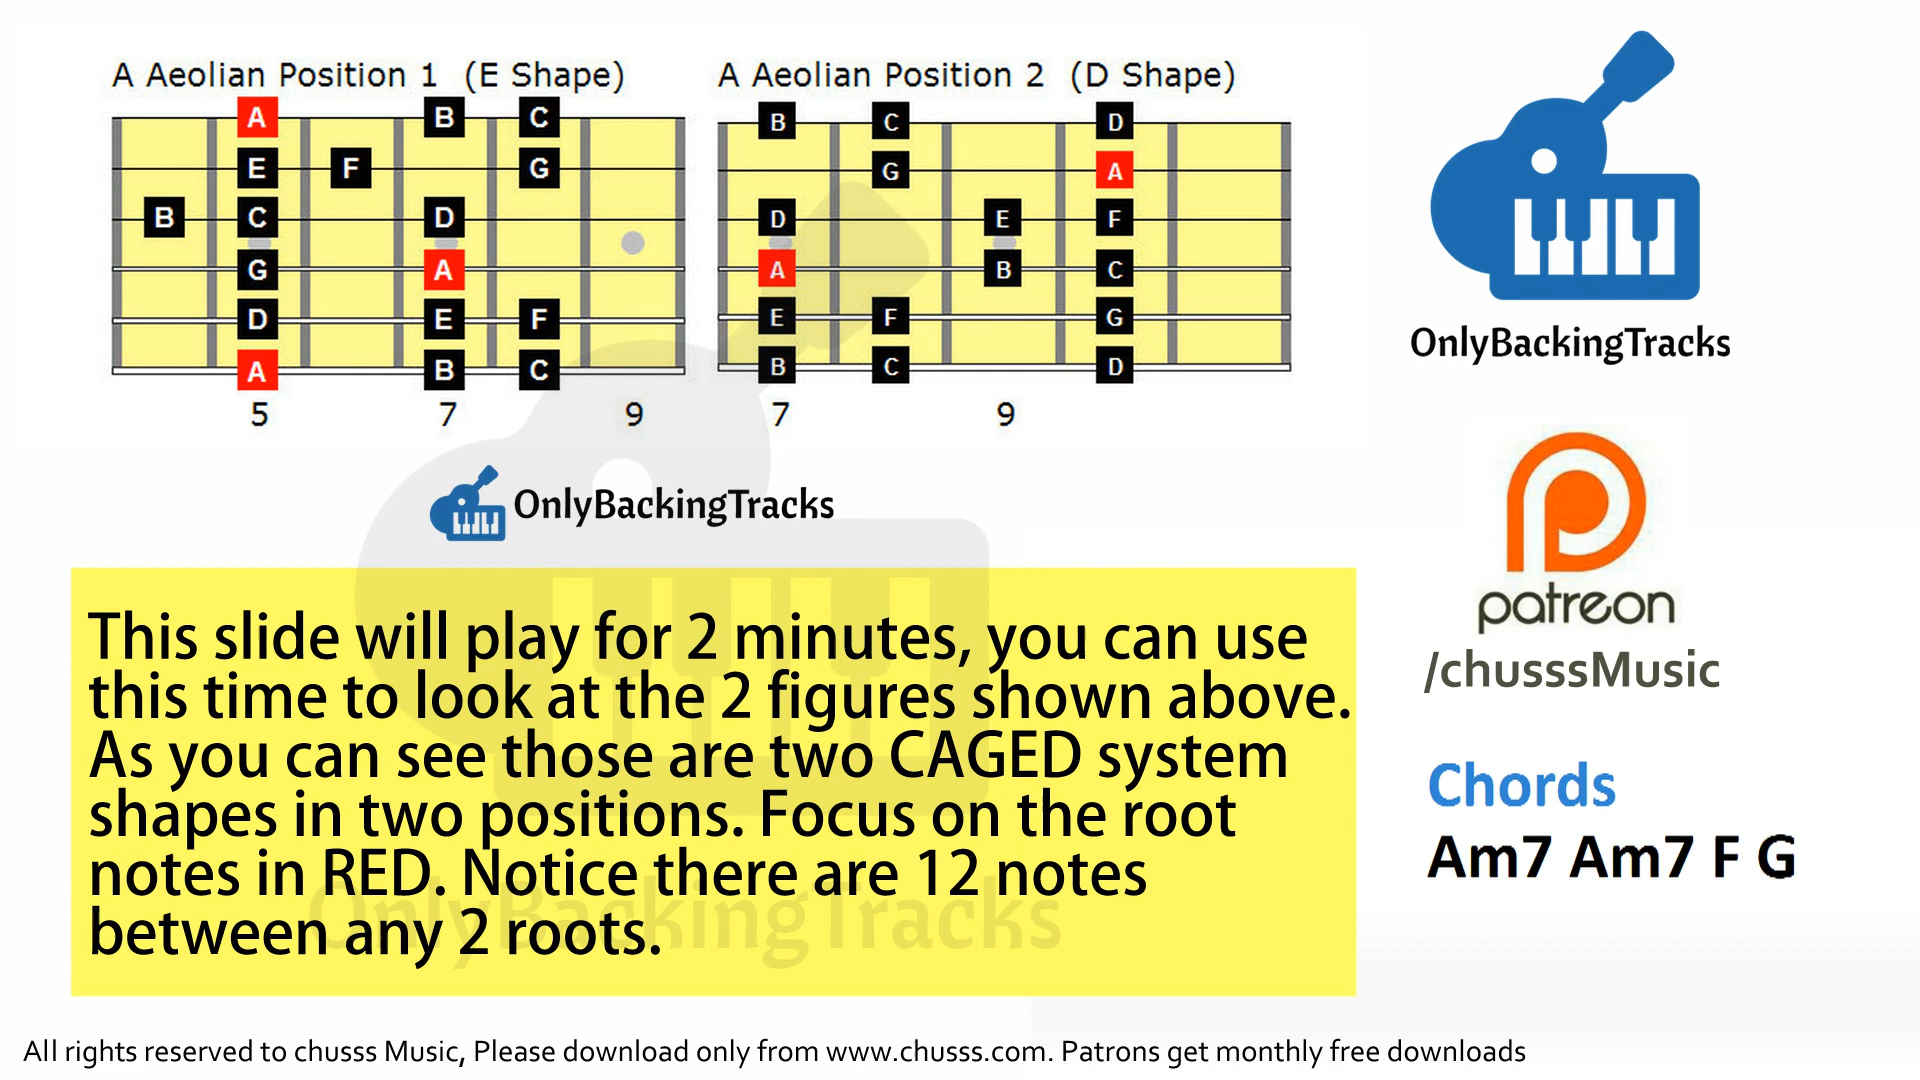 A Aeolian Position 1 (E Shape)
A B C
E F G
B C D
G A
D E F
A B C
5 7 9
A Aeolian Position 2 (D Shape)
B C D
G A
D E F
A B C
E F G
B C D
7 9
OnlyBackingTracks
This slide will play for 2 minutes, you can use
this time to look at the 2 figures shown above.
As you can see those are two CAGED system
shapes in two positions. Focus on the root
notes in RED. Notice there are 12 notes
between any 2 roots.
OnlyBackingTracks
OnlyBackingTracks
patreon
/chusssMusic
Chords
Am7 Am7 F G
All rights reserved to chusss Music, Please download only from www.chusss.com. Patrons get monthly free downloads